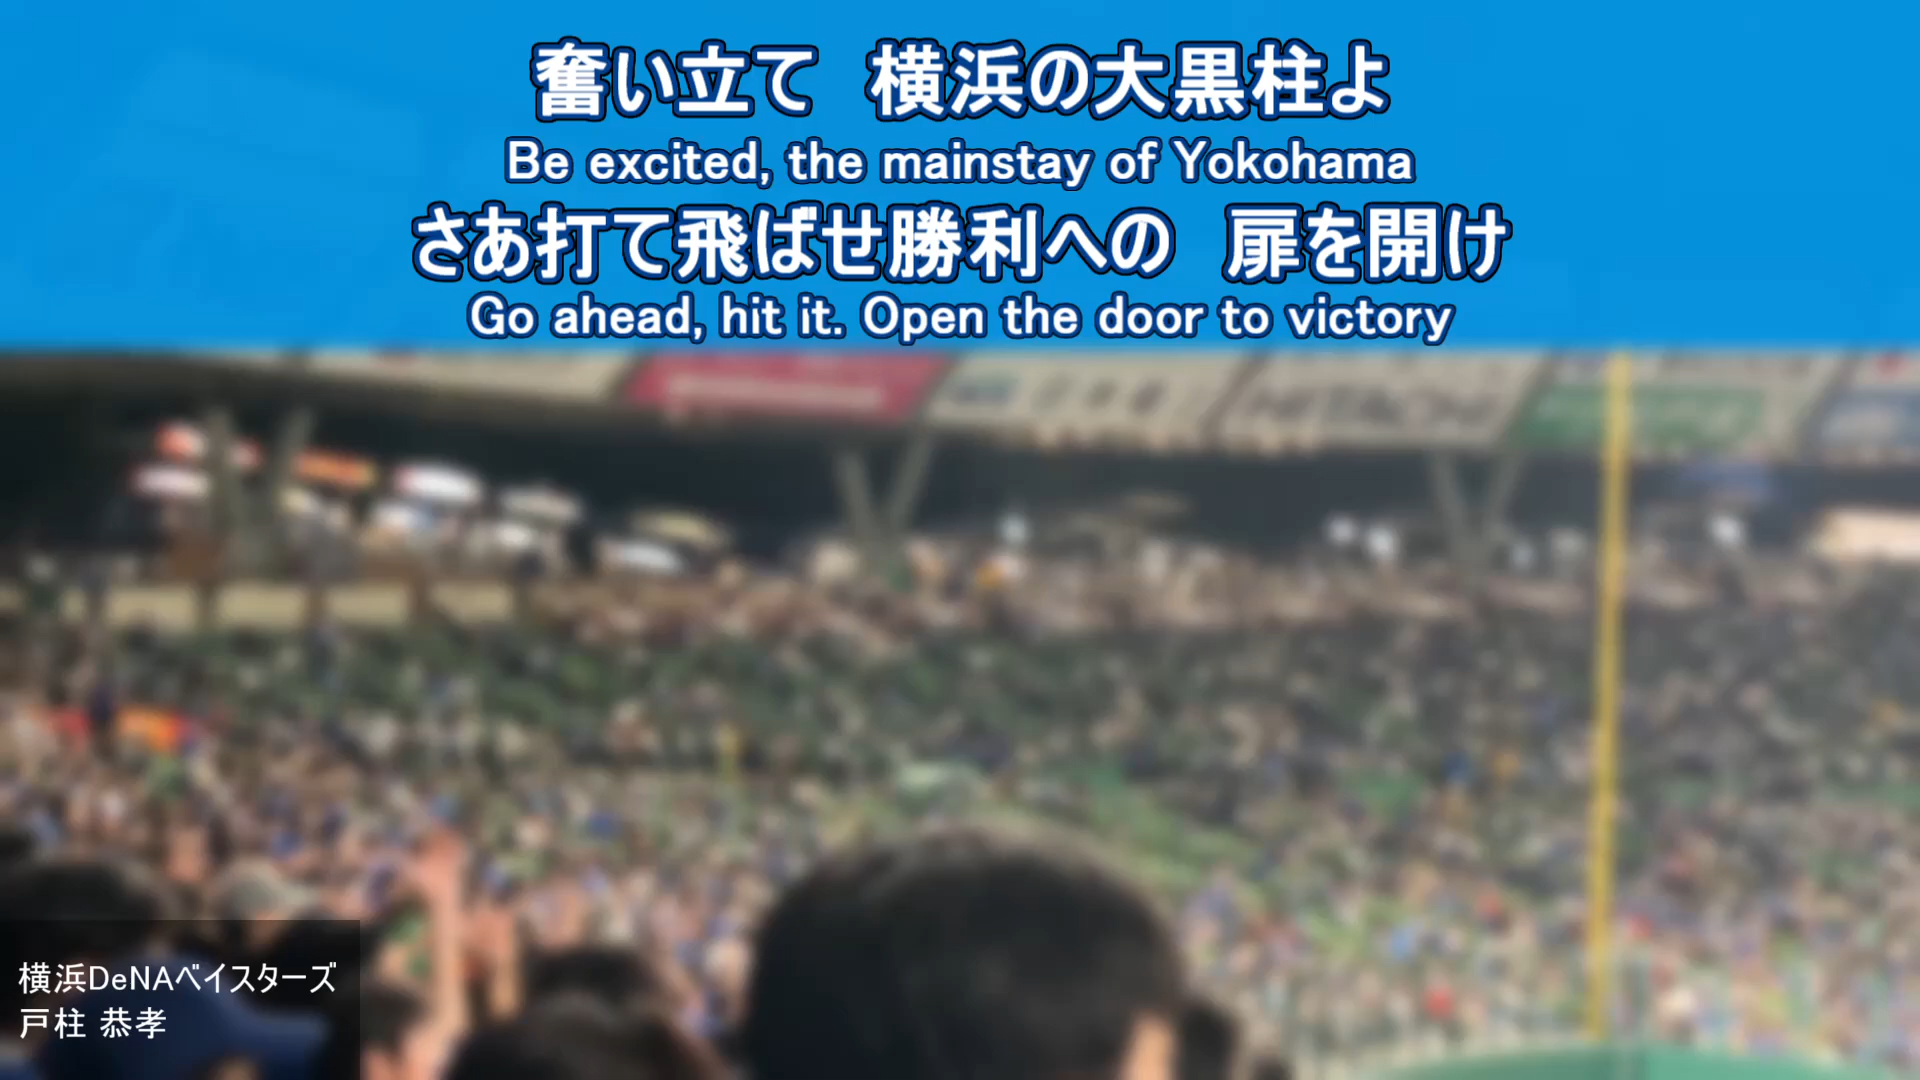 奮い立て　横浜の大黒柱よ
Be excited, the mainstay of Yokohama
さあ打て飛ばせ勝利への　扉を開け
Go ahead, hit it. Open the door to victory
HITACHI
横浜DeNAベイスターズ
戸柱 恭孝